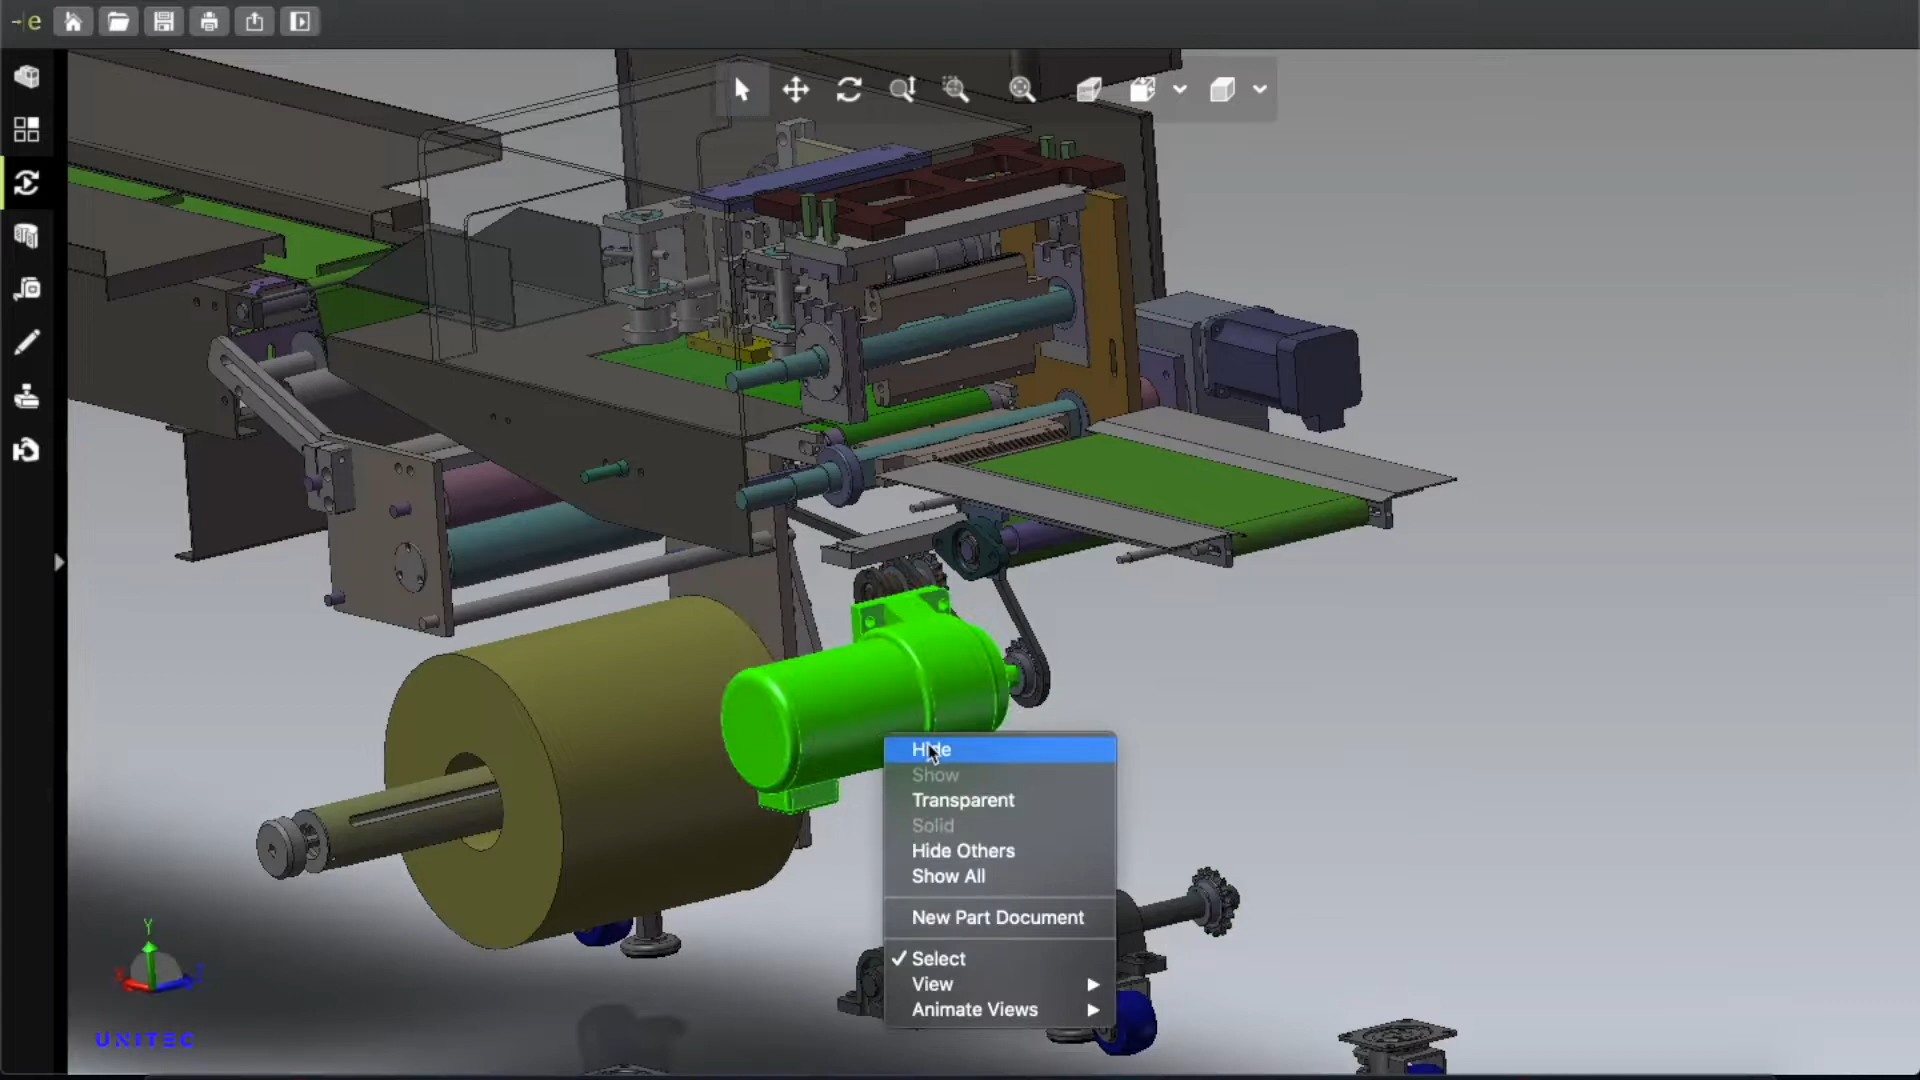 e
Hide
Show
Transparent
Solid
Hide Others
Show All
New Part Document
Select
View
Animate Views
Y
X
Z
UNITEC